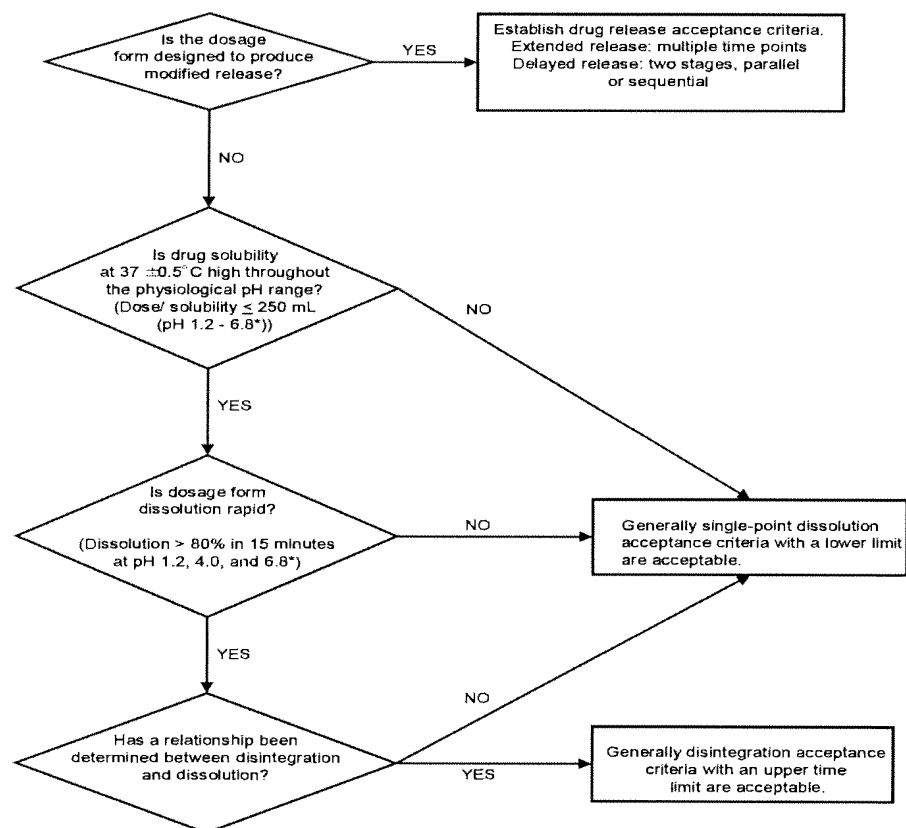 Is the dosage
form designed to produce
modified release?
YES
Establish drug release acceptance criteria.
Extended release: multiple time points
Delayed release: two stages, parallel
or sequential
NO
Is drug solubility
at 37 ±0.5°C high throughout
the physiological pH range?
(Dose/ solubility ≤ 250 mL
(pH 1.2 - 6.8*))
NO
YES
Is dosage form
dissolution rapid?
(Dissolution > 80% in 15 minutes
at pH 1.2, 4.0, and 6.8*)
NO
Generally single-point dissolution
acceptance criteria with a lower limit
are acceptable.
YES
NO
Has a relationship been
determined between disintegration
and dissolution?
YES
Generally disintegration acceptance
criteria with an upper time
limit are acceptable.